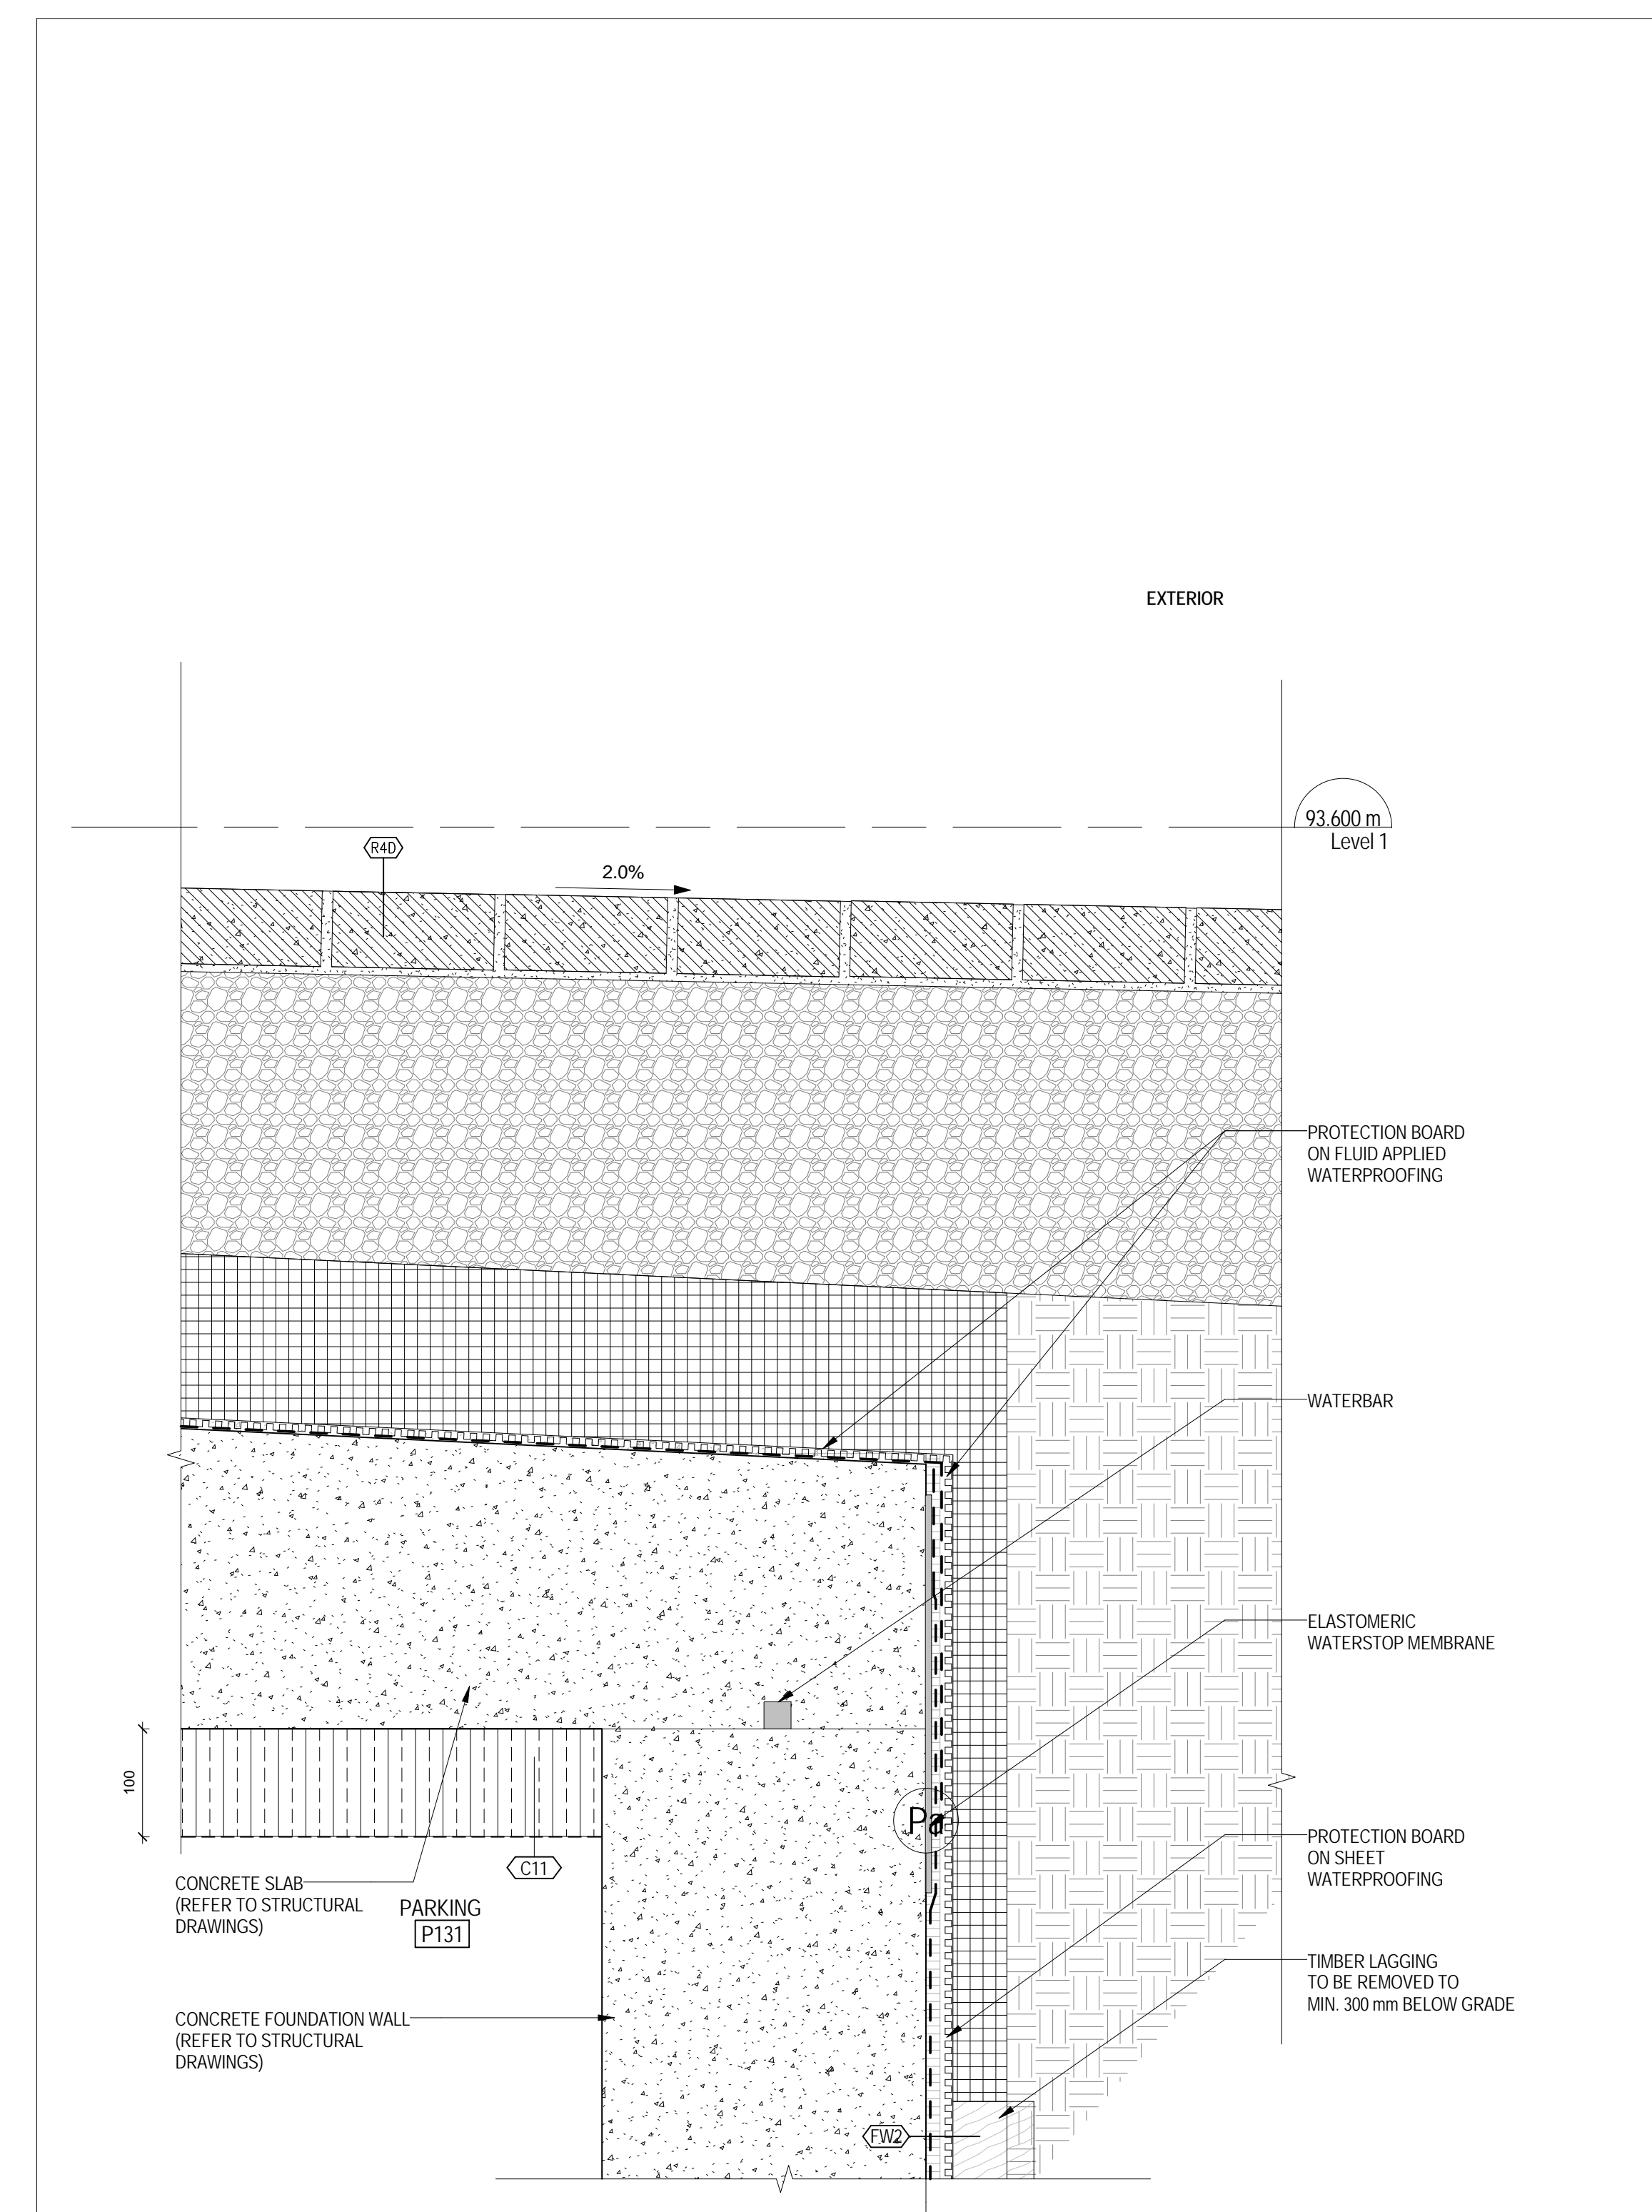 EXTERIOR
93.600 m
Level 1
R4D
2.0%
PROTECTION BOARD
ON FLUID APPLIED
WATERPROOFING
WATERBAR
ELASTOMERIC
WATERSTOP MEMBRANE
100
Pa
C11
PROTECTION BOARD
ON SHEET
WATERPROOFING
CONCRETE SLAB
(REFER TO STRUCTURAL
DRAWINGS)
PARKING
P131
TIMBER LAGGING
TO BE REMOVED TO
MIN. 300 mm BELOW GRADE
CONCRETE FOUNDATION WALL
(REFER TO STRUCTURAL
DRAWINGS)
FW2